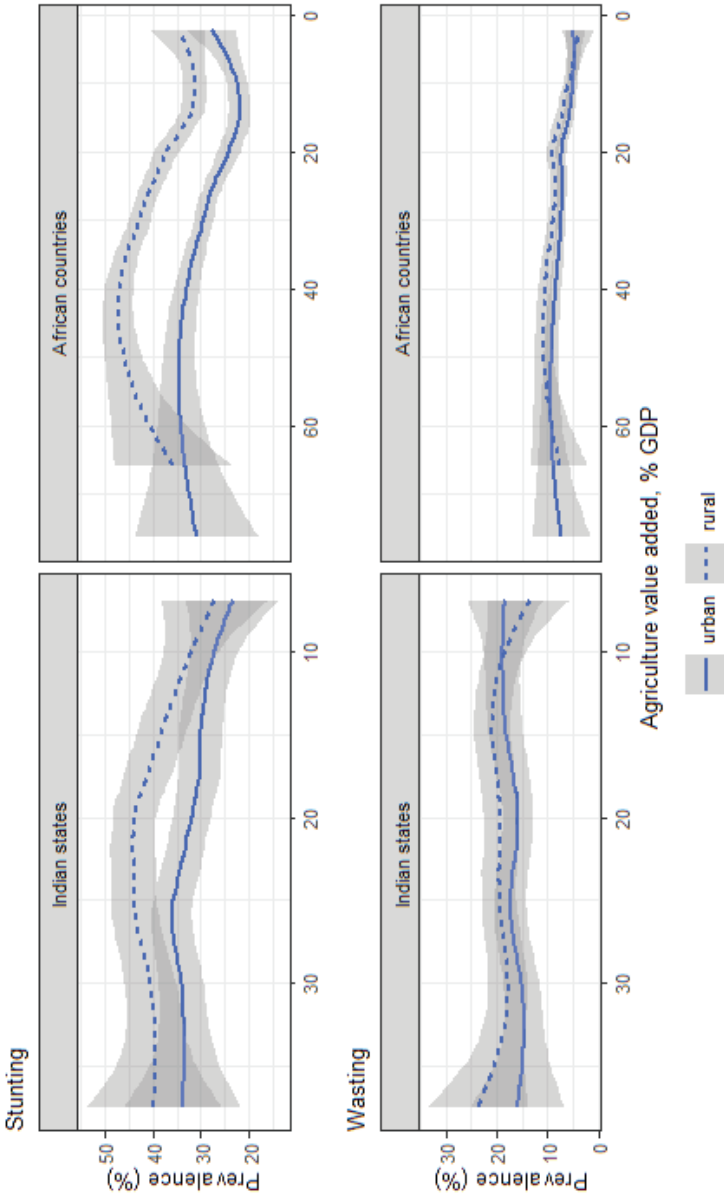 Stunting
Indian states
African countries
Prevalence (%)
50
40
30
20
30
20
10
60
40
20
0
Wasting
Indian states
African countries
Prevalence (%)
30
20
10
0
30
20
10
60
40
20
0
Agriculture value added, % GDP
urban rural